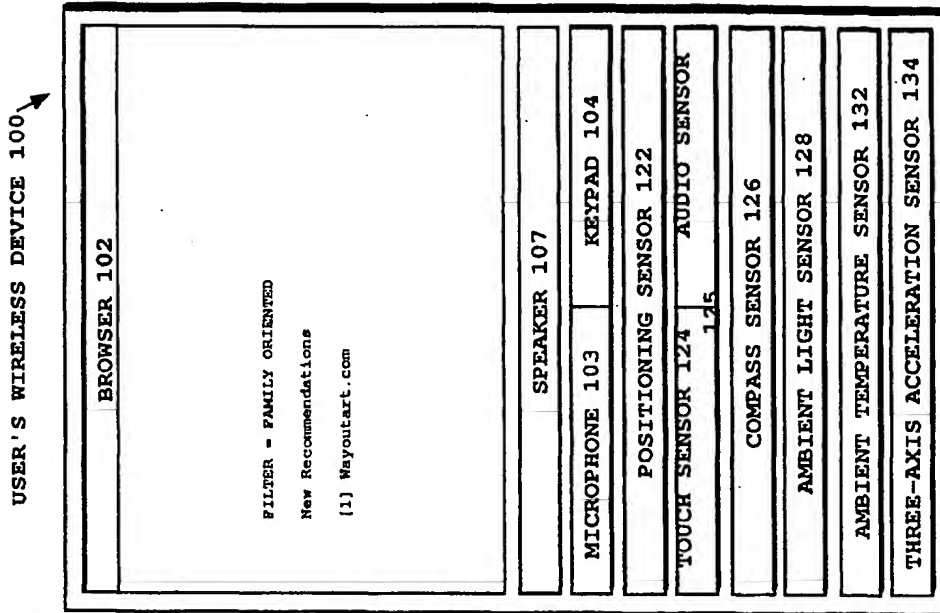 USER'S WIRELESS DEVICE 100
BROWSER 102
FILTER = FAMILY ORIENTED
New Recommendations
[1] Wayoutart.com
SPEAKER 107
MICROPHONE 103 KEYPAD 104
POSITIONING SENSOR 122
TOUCH SENSOR 124 AUDIO SENSOR
125
COMPASS SENSOR 126
AMBIENT LIGHT SENSOR 128
AMBIENT TEMPERATURE SENSOR 132
THREE-AXIS ACCELERATION SENSOR 134